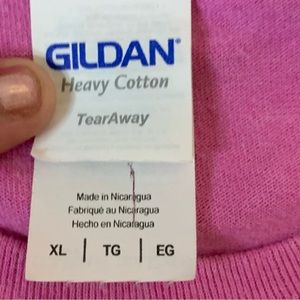 GILDAN
Heavy Cotton
TearAway
Made in Nicaragua
Fabriqué au Nicaragua
Hecho en Nicaragua
XL | TG | EG